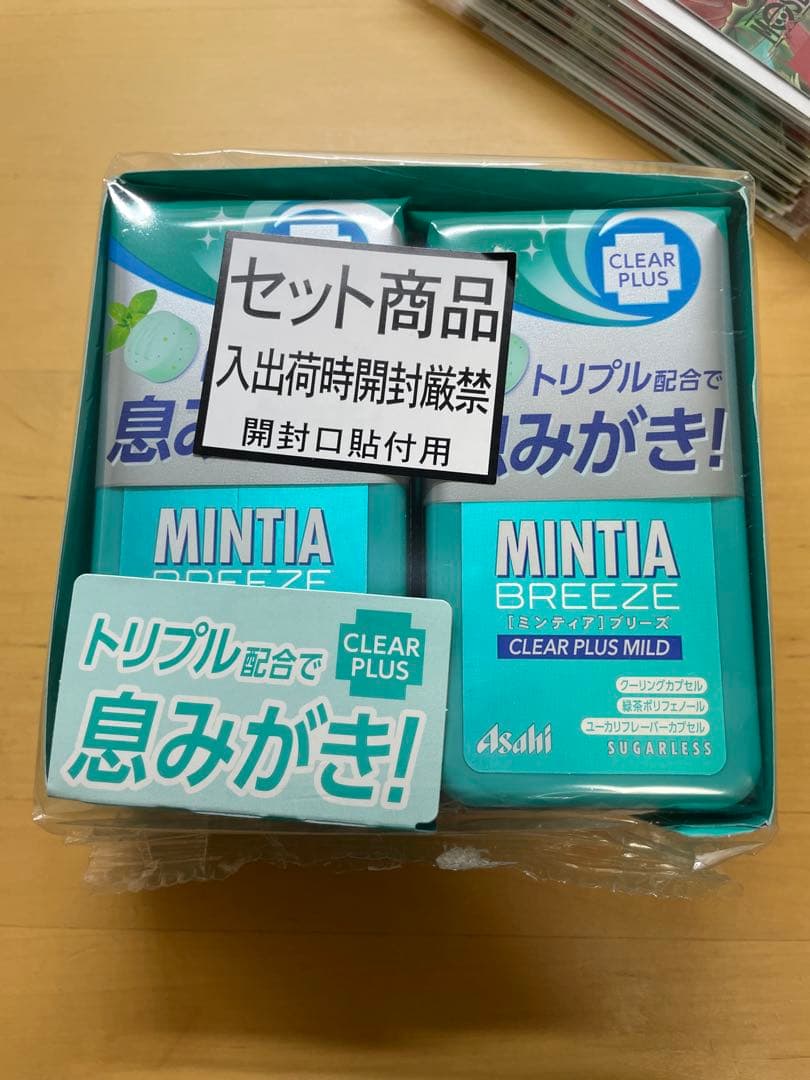 セット商品
入出荷時開封厳禁
開封口貼付用
CLEAR
PLUS
トリプル配合で
息みがき!
息み
MINTIA
BREEZE
MINTIA
BREEZE
[ミンティア]ブリーズ
CLEAR PLUS MILD
クーリングカプセル
緑茶ポリフェノール
ユーカリフレーバーカプセル
Asahi
SUGARLESS
トリプル配合で
CLEAR
PLUS
息みがき!